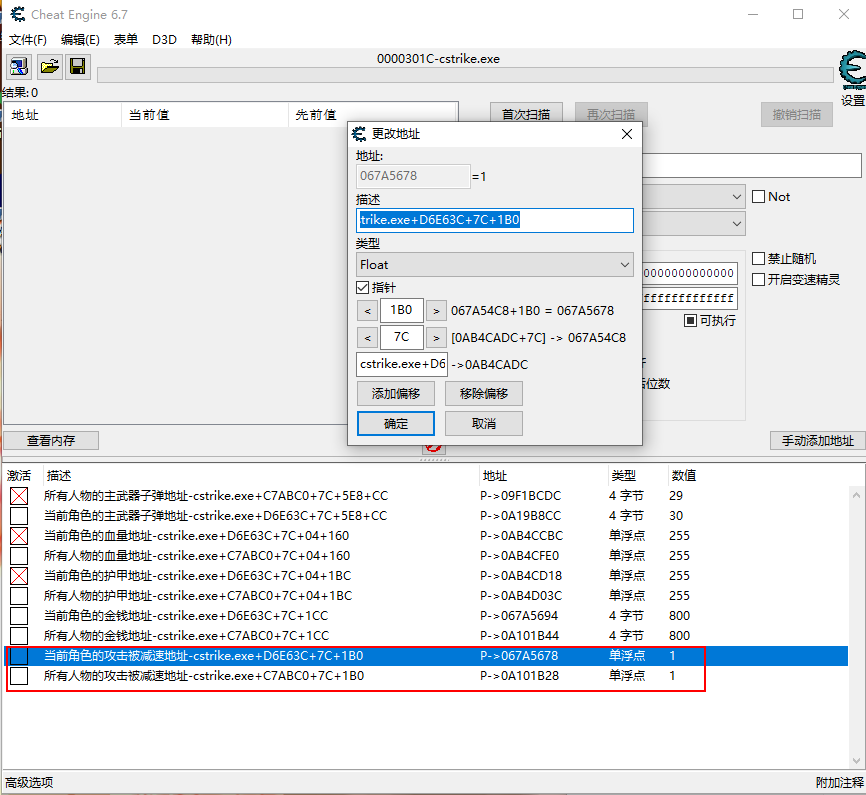 Cheat Engine 6.7
文件(F) 编辑(E) 表单 D3D 帮助(H)
0000301C-cstrike.exe
设置
结果: 0
地址 当前值 先前值
首次扫描 再次扫描 撤销扫描
更改地址
地址:
067A5678 =1
描述
trike.exe+D6E63C+7C+1B0
类型
Float
指针
< 1B0 > 067A54C8+1B0 = 067A5678
< 7C > [0AB4CADC+7C] -> 067A54C8
cstrike.exe+D6 ->0AB4CADC
添加偏移 移除偏移
确定 取消
Not
禁止随机
开启变速精灵
0000000000000
fffffffffffff
可执行
位数
查看内存 手动添加地址
激活 描述 地址 类型 数值
所有人物的主武器子弹地址-cstrike.exe+C7ABC0+7C+5E8+CC P->09F1BCDC 4 字节 29
当前角色的主武器子弹地址-cstrike.exe+D6E63C+7C+5E8+CC P->0A19B8CC 4 字节 30
当前角色的血量地址-cstrike.exe+D6E63C+7C+04+160 P->0AB4CCBC 单浮点 255
所有人物的血量地址-cstrike.exe+C7ABC0+7C+04+160 P->0AB4CFE0 单浮点 255
当前角色的护甲地址-cstrike.exe+D6E63C+7C+04+1BC P->0AB4CD18 单浮点 255
所有人物的护甲地址-cstrike.exe+C7ABC0+7C+04+1BC P->0AB4D03C 单浮点 255
当前角色的金钱地址-cstrike.exe+D6E63C+7C+1CC P->067A5694 4 字节 800
所有人物的金钱地址-cstrike.exe+C7ABC0+7C+1CC P->0A101B44 4 字节 800
当前角色的攻击被减速地址-cstrike.exe+D6E63C+7C+1B0 P->067A5678 单浮点 1
所有人物的攻击被减速地址-cstrike.exe+C7ABC0+7C+1B0 P->0A101B28 单浮点 1
高级选项 附加注释